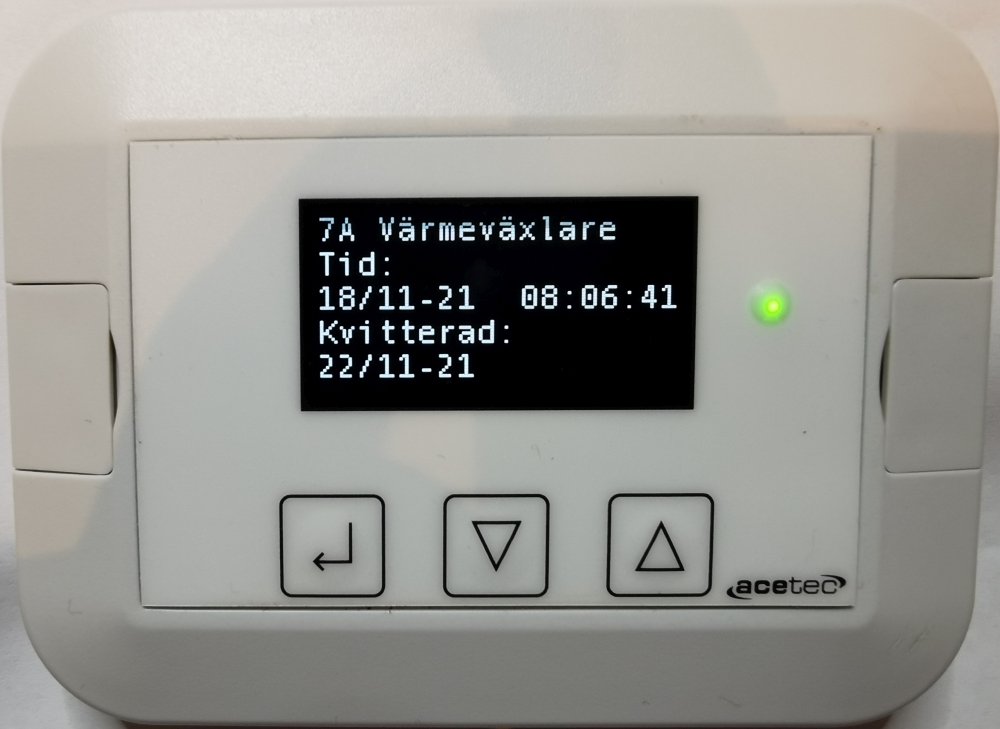 7A Värmeväxlare
Tid:
18/11-21 08:06:41
Kvitterad:
22/11-21
acetec